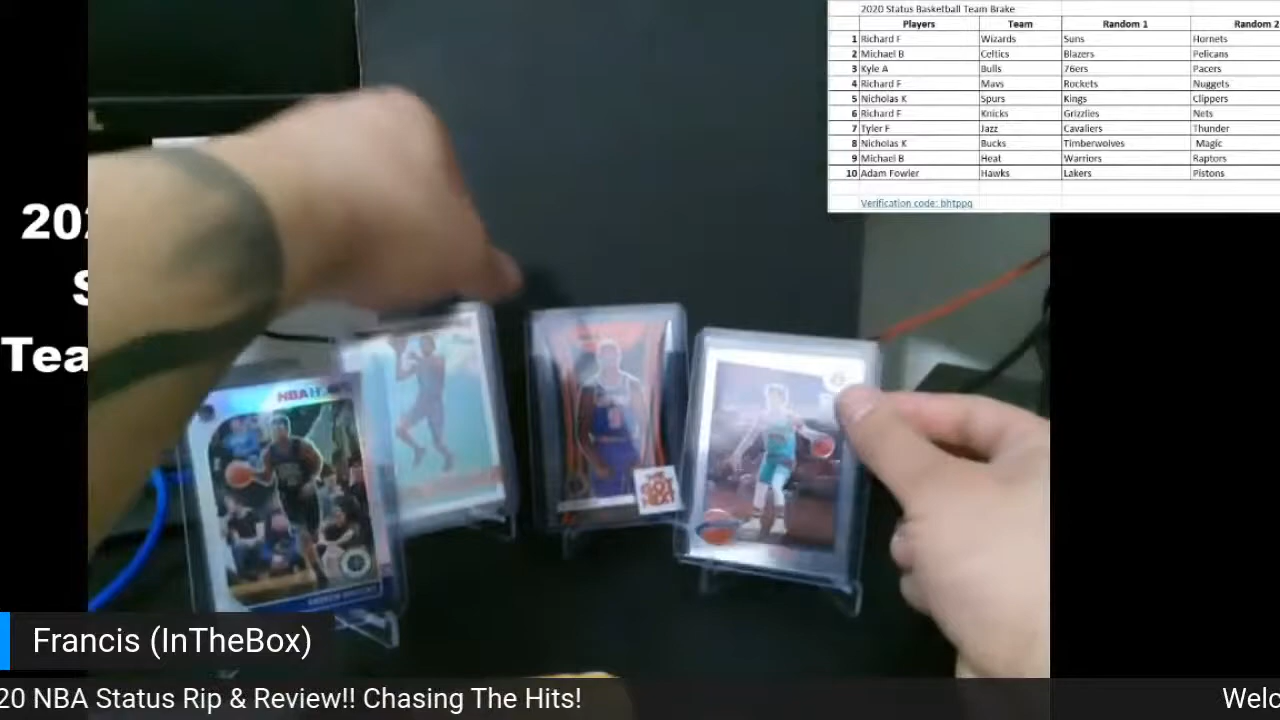 2020 Status Basketball Team Brake
Players Team Random 1 Random 2
1 Richard F Wizards Suns Hornets
2 Michael B Celtics Blazers Pelicans
3 Kyle A Bulls 76ers Pacers
4 Richard F Mavs Rockets Nuggets
5 Nicholas K Spurs Kings Clippers
6 Richard F Knicks Grizzlies Nets
7 Tyler F Jazz Cavaliers Thunder
8 Nicholas K Bucks Timberwolves Magic
9 Michael B Heat Warriors Raptors
10 Adam Fowler Hawks Lakers Pistons
Verification code: bhtppq
202
S
Tea
NBA H
Francis (InTheBox)
20 NBA Status Rip & Review!! Chasing The Hits!
Welc